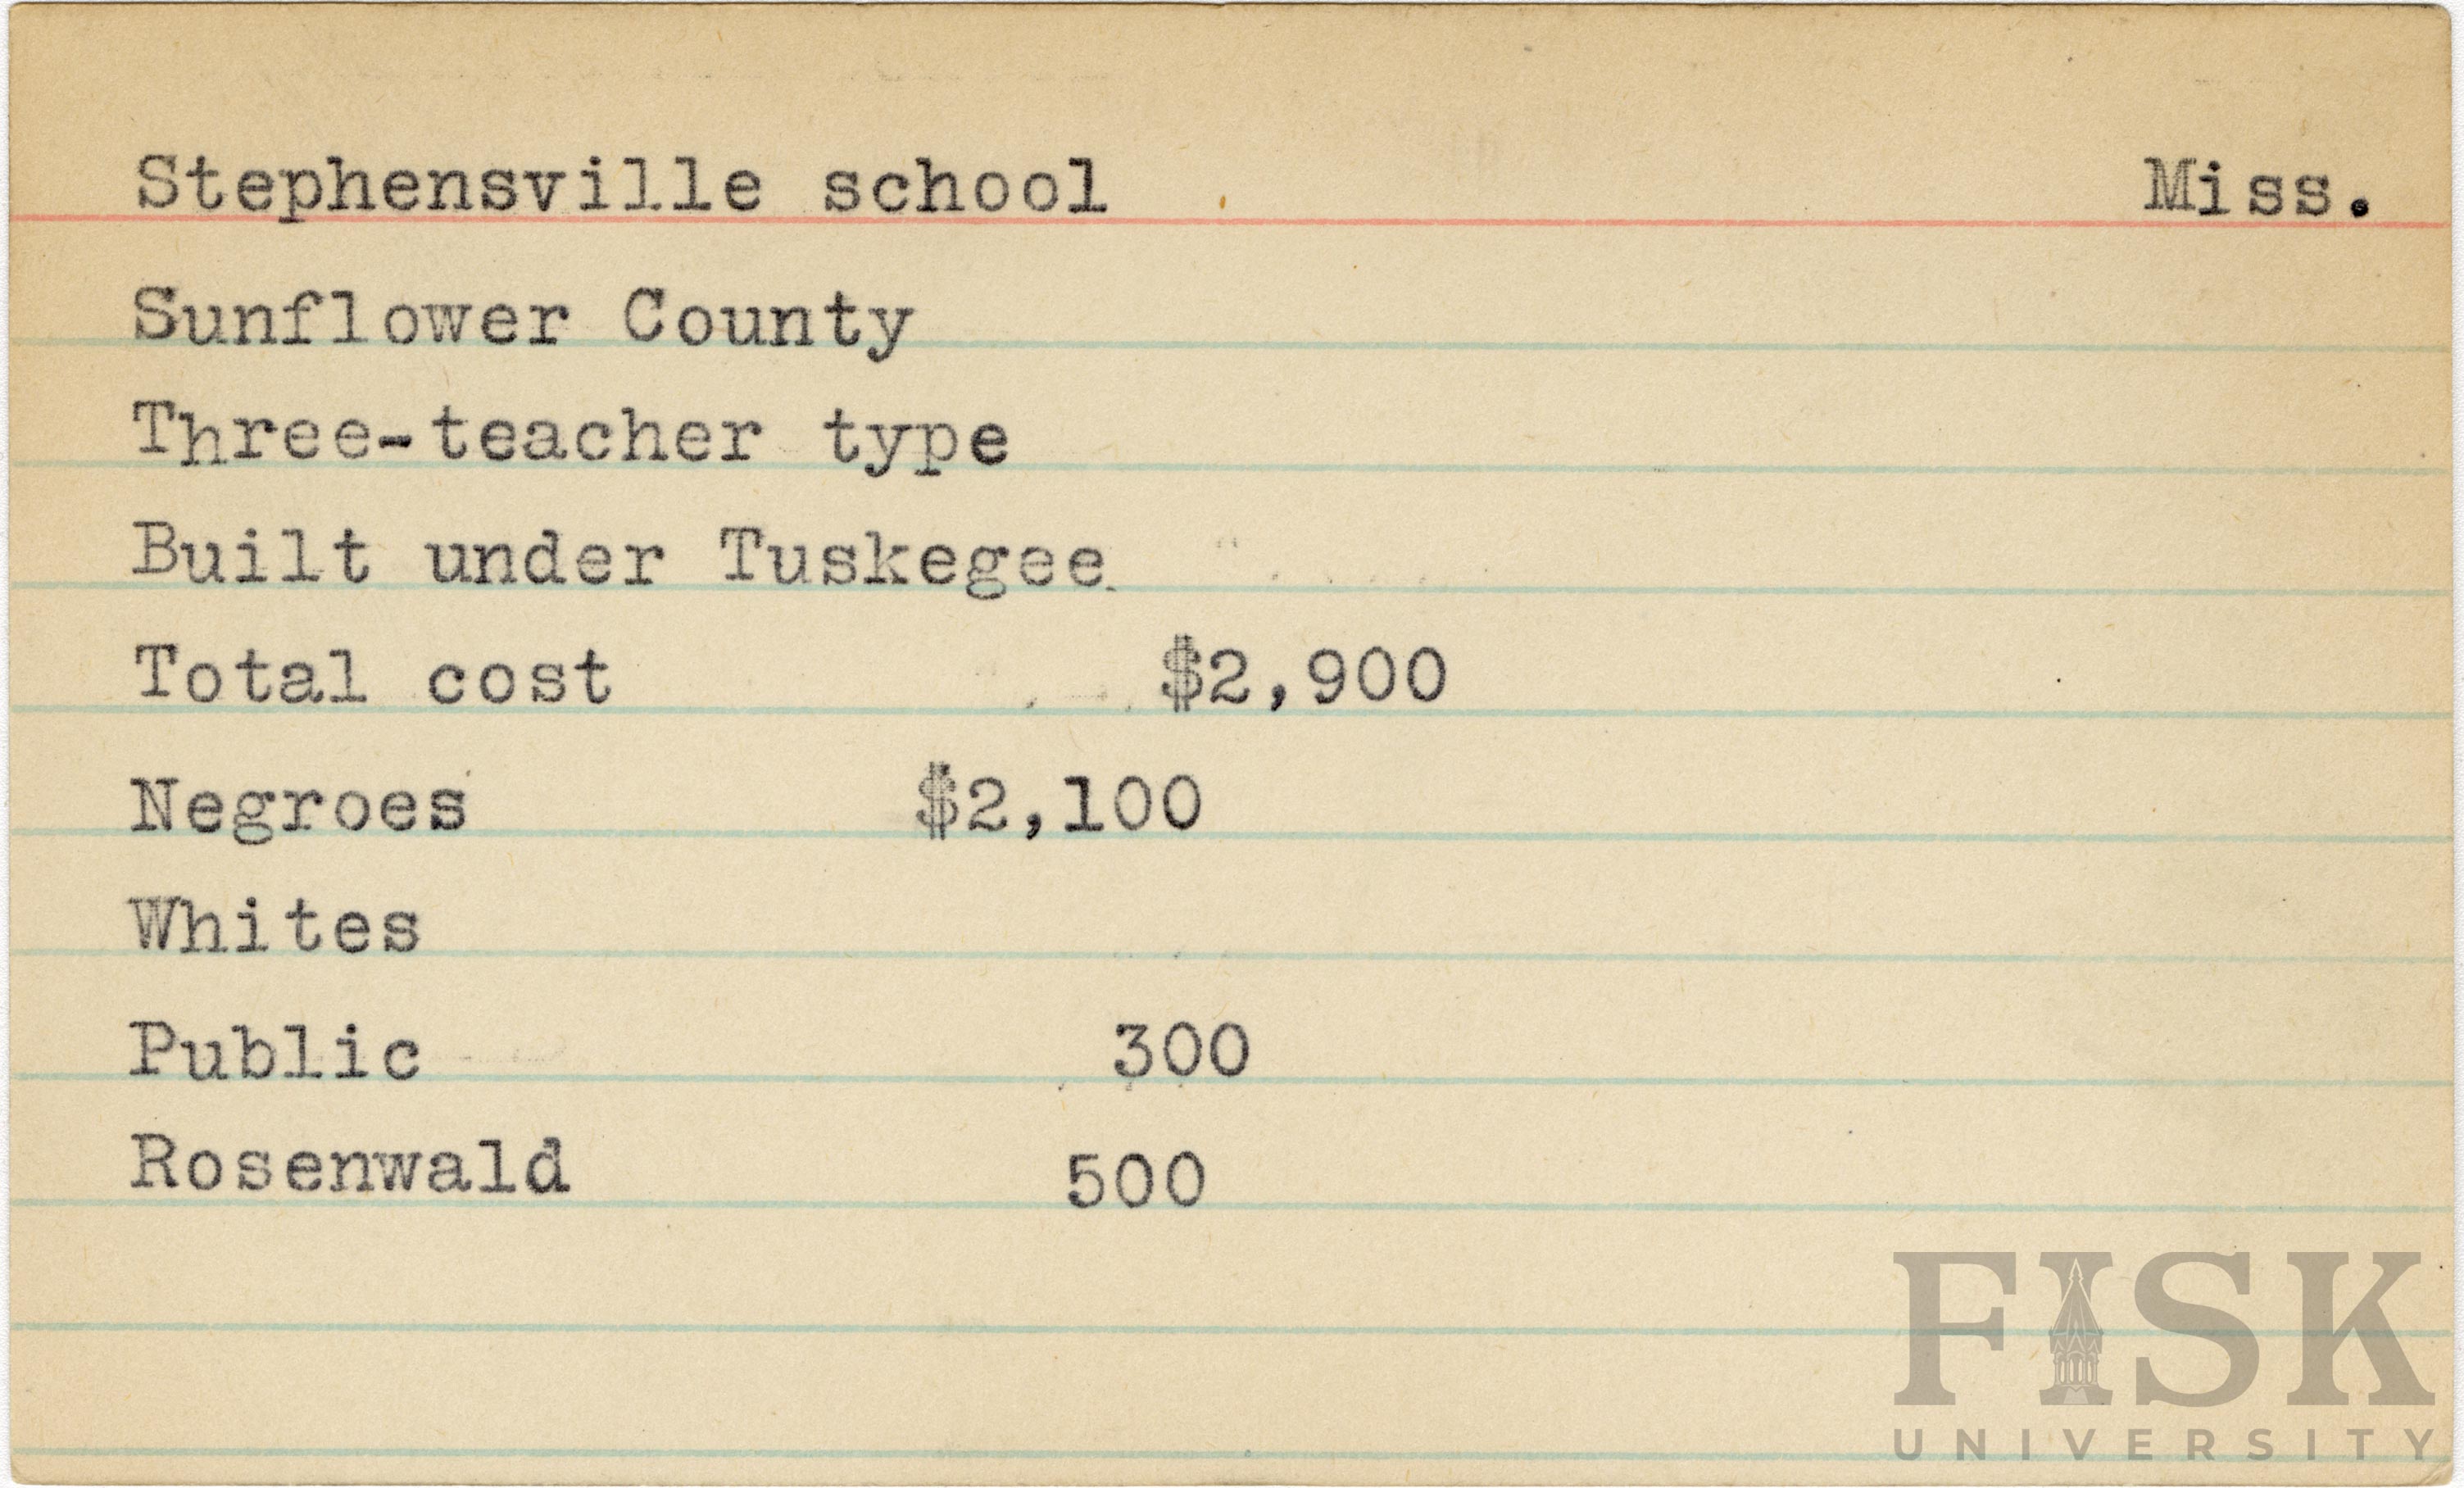 Stephensville school Miss.
Sunflower County
Three-teacher type
Built under Tuskegee.
Total cost $2,900
Negroes $2,100
Whites
Public 300
Rosenwald 500
FISK
UNIVERSITY